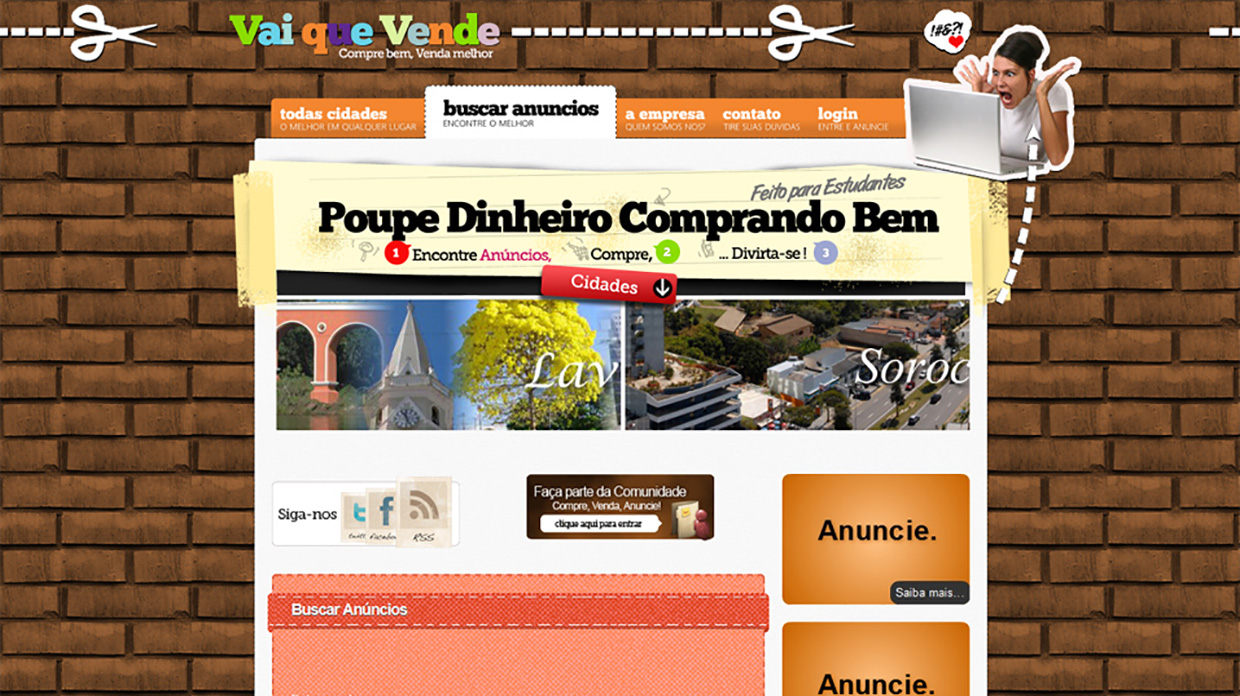 Vai que Vende
Compre bem, Venda melhor
!#&?!
todas cidades
O MELHOR EM QUALQUER LUGAR
buscar anuncios
ENCONTRE O MELHOR
a empresa
QUEM SOMOS NOS?
contato
TIRE SUAS DUVIDAS
login
ENTRE E ANUNCIE
Feito para Estudantes
Poupe Dinheiro Comprando Bem
1 Encontre Anúncios, Compre, 2 ... Divirta-se ! 3
Cidades
Lav
Soroc
Siga-nos
RSS
Faça parte da Comunidade
Compre, Venda, Anuncie!
clique aqui para entrar
Anuncie.
Saiba mais...
Buscar Anúncios
Anuncie.